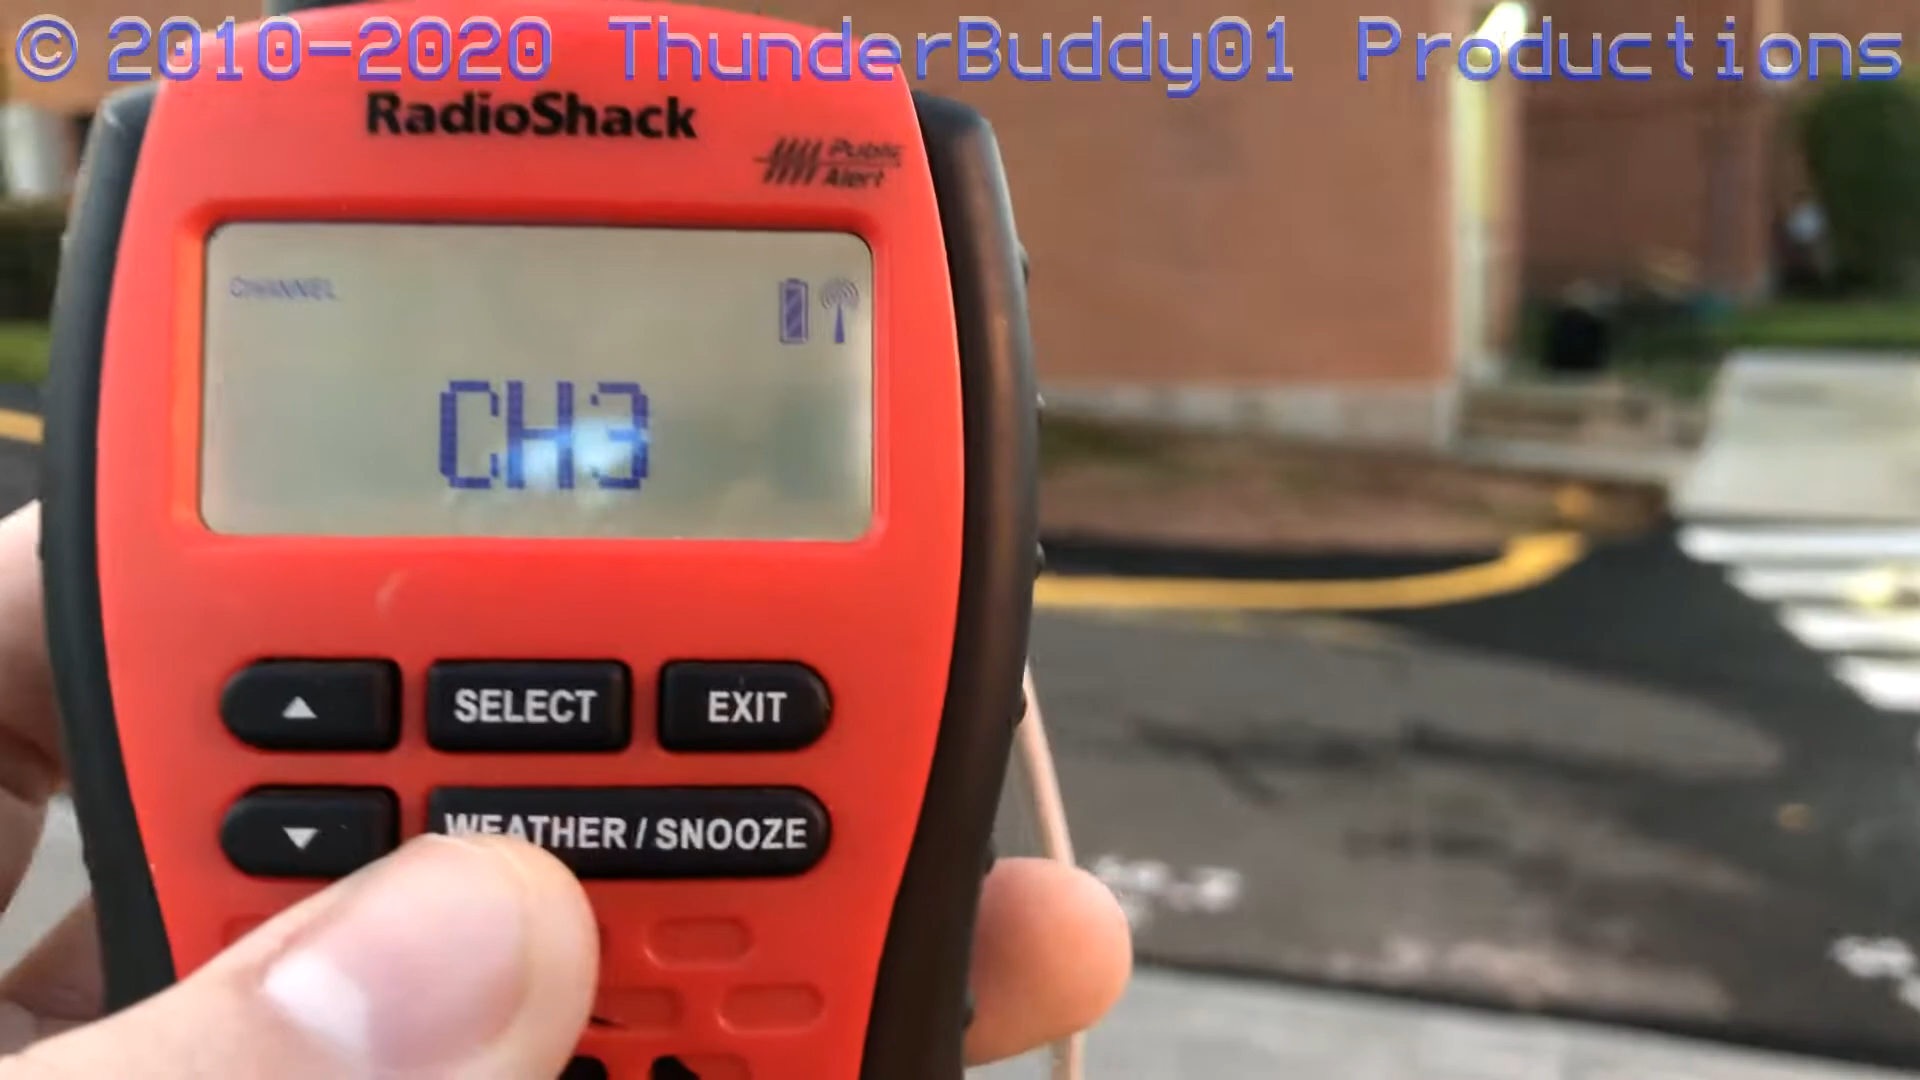 © 2010-2020 ThunderBuddy01 Productions
RadioShack
Public
Alert
CHANNEL
CH3
▲ SELECT EXIT
▼ WEATHER / SNOOZE